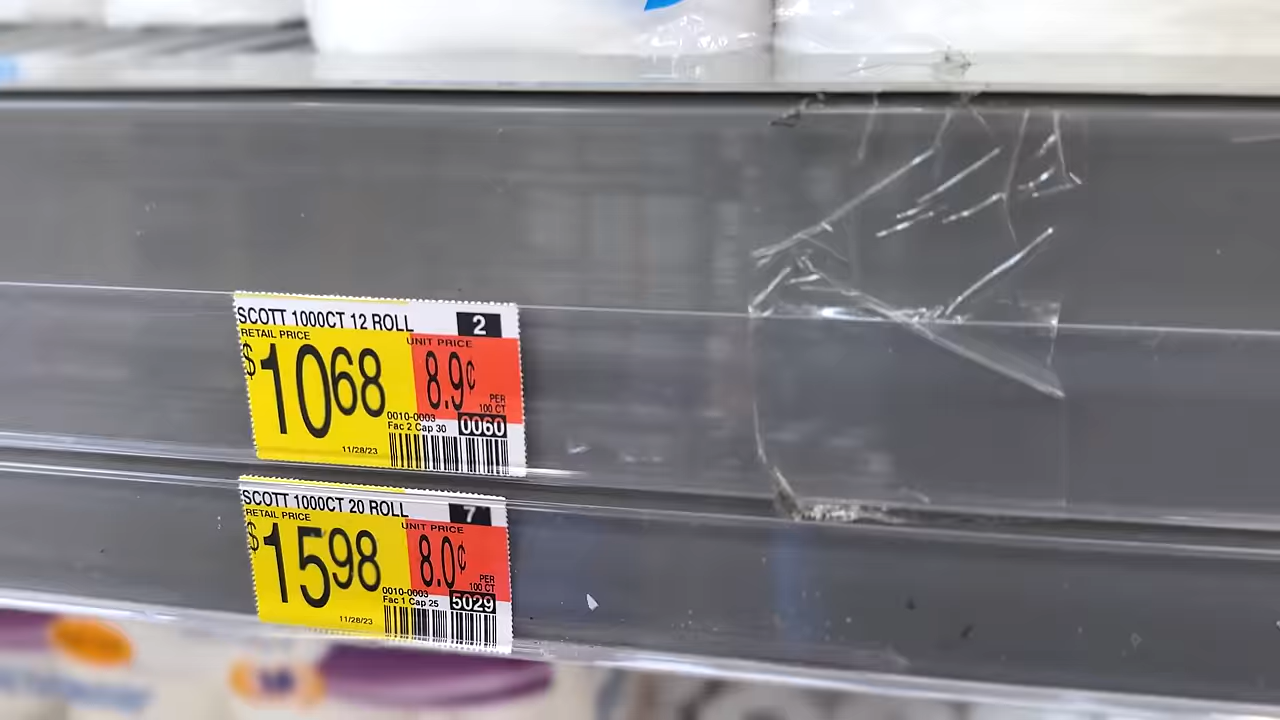 SCOTT 1000CT 12 ROLL
2
RETAIL PRICE
UNIT PRICE
$1068
8.9¢
PER
100 CT
0010-0003
Fac 2 Cap 30
0060
11/28/23
SCOTT 1000CT 20 ROLL
7
RETAIL PRICE
UNIT PRICE
$1598
8.0¢
PER
100 CT
0010-0003
Fac 1 Cap 25
5029
11/28/23